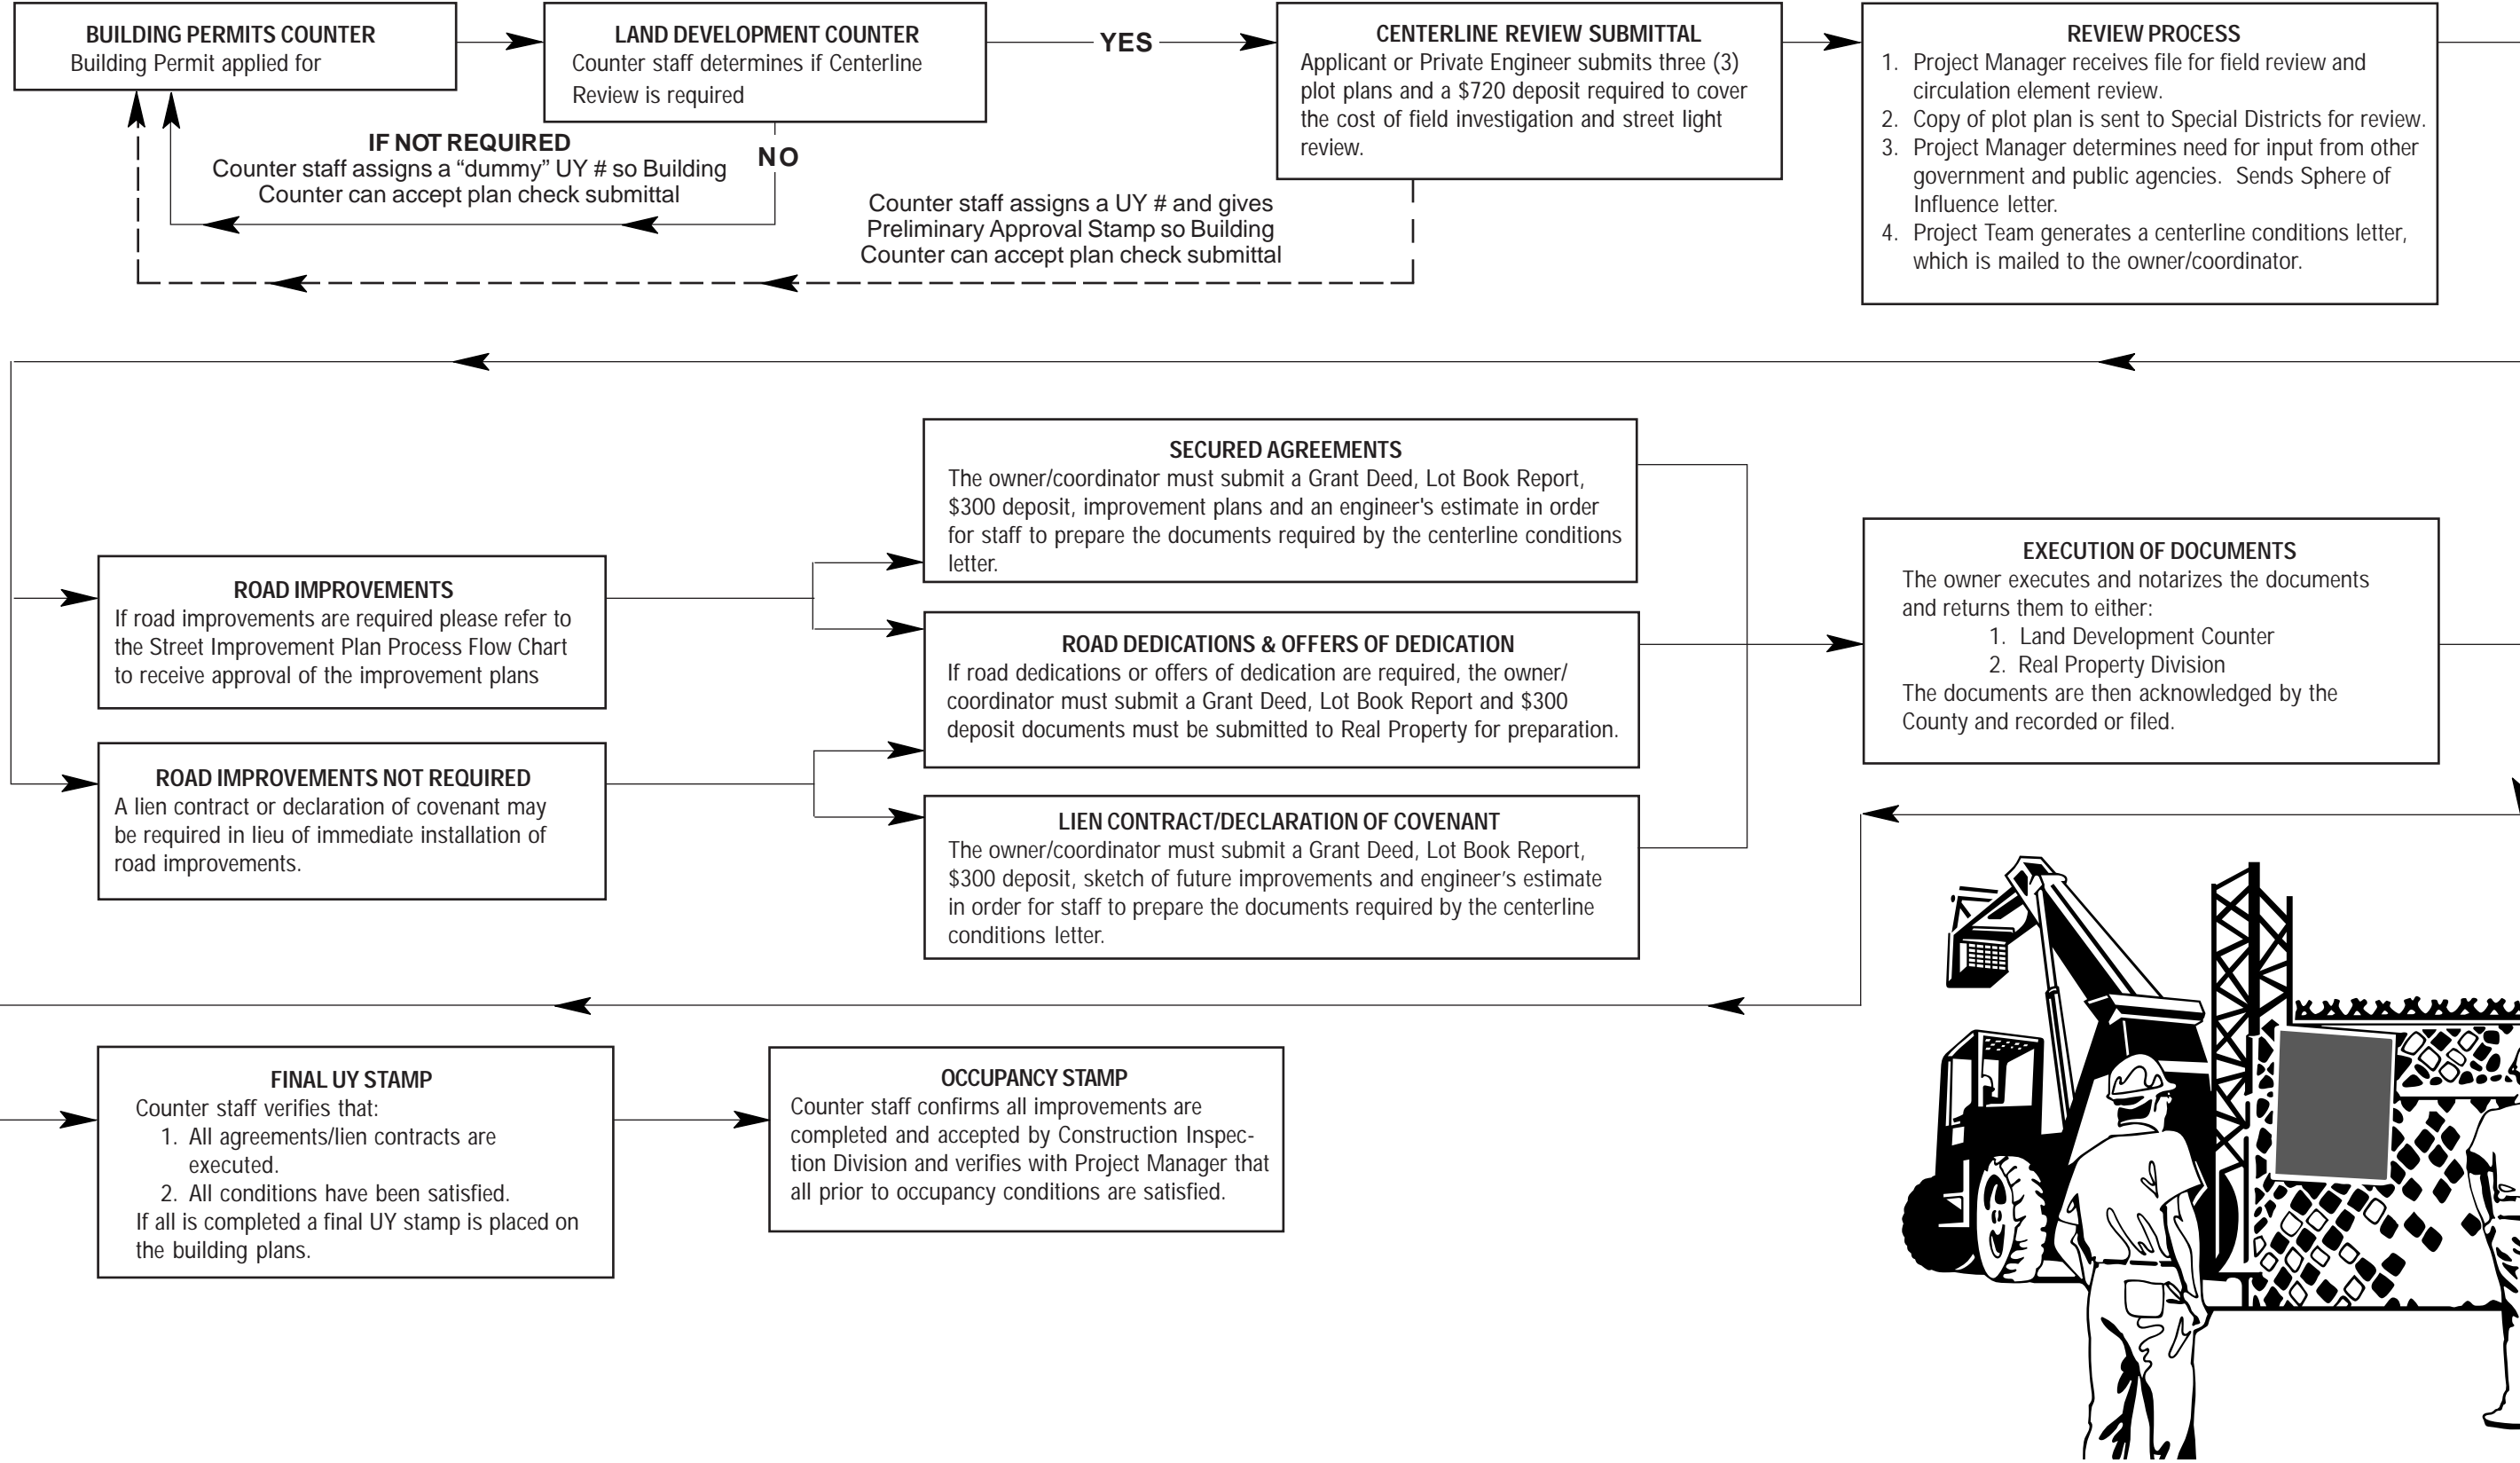 BUILDING PERMITS COUNTER
Building Permit applied for
LAND DEVELOPMENT COUNTER
Counter staff determines if Centerline
Review is required
YES
CENTERLINE REVIEW SUBMITTAL
Applicant or Private Engineer submits three (3)
plot plans and a $720 deposit required to cover
the cost of field investigation and street light
review.
REVIEW PROCESS
1. Project Manager receives file for field review and
circulation element review.
2. Copy of plot plan is sent to Special Districts for review.
3. Project Manager determines need for input from other
government and public agencies. Sends Sphere of
Influence letter.
4. Project Team generates a centerline conditions letter,
which is mailed to the owner/coordinator.
IF NOT REQUIRED
Counter staff assigns a “dummy” UY # so Building
Counter can accept plan check submittal
NO
Counter staff assigns a UY # and gives
Preliminary Approval Stamp so Building
Counter can accept plan check submittal
ROAD IMPROVEMENTS
If road improvements are required please refer to
the Street Improvement Plan Process Flow Chart
to receive approval of the improvement plans
ROAD IMPROVEMENTS NOT REQUIRED
A lien contract or declaration of covenant may
be required in lieu of immediate installation of
road improvements.
SECURED AGREEMENTS
The owner/coordinator must submit a Grant Deed, Lot Book Report,
$300 deposit, improvement plans and an engineer's estimate in order
for staff to prepare the documents required by the centerline conditions
letter.
ROAD DEDICATIONS & OFFERS OF DEDICATION
If road dedications or offers of dedication are required, the owner/
coordinator must submit a Grant Deed, Lot Book Report and $300
deposit documents must be submitted to Real Property for preparation.
LIEN CONTRACT/DECLARATION OF COVENANT
The owner/coordinator must submit a Grant Deed, Lot Book Report,
$300 deposit, sketch of future improvements and engineer’s estimate
in order for staff to prepare the documents required by the centerline
conditions letter.
EXECUTION OF DOCUMENTS
The owner executes and notarizes the documents
and returns them to either:
1. Land Development Counter
2. Real Property Division
The documents are then acknowledged by the
County and recorded or filed.
FINAL UY STAMP
Counter staff verifies that:
1. All agreements/lien contracts are
executed.
2. All conditions have been satisfied.
If all is completed a final UY stamp is placed on
the building plans.
OCCUPANCY STAMP
Counter staff confirms all improvements are
completed and accepted by Construction Inspec-
tion Division and verifies with Project Manager that
all prior to occupancy conditions are satisfied.